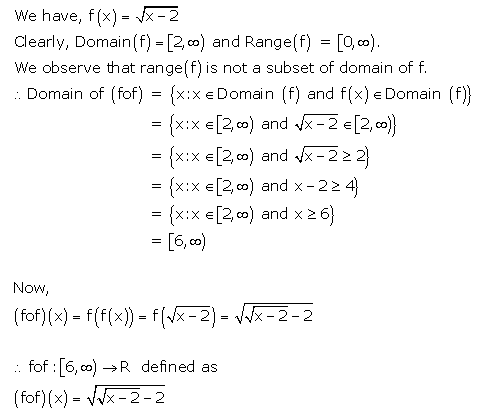 We have, f(x) = √(x−2)
Clearly, Domain(f) = [2,∞) and Range(f) = [0,∞).
We observe that range(f) is not a subset of domain of f.
∴ Domain of (fof) = {x:x∈Domain (f) and f(x)∈Domain (f)}
= {x:x∈[2,∞) and √(x−2) ∈[2,∞)}
= {x:x∈[2,∞) and √(x−2) ≥ 2}
= {x:x∈[2,∞) and x−2 ≥ 4}
= {x:x∈[2,∞) and x ≥ 6}
= [6,∞)
Now,
(fof)(x) = f(f(x)) = f(√(x−2)) = √(√(x−2)−2)
∴ fof:[6,∞) → R defined as
(fof)(x) = √(√(x−2)−2)